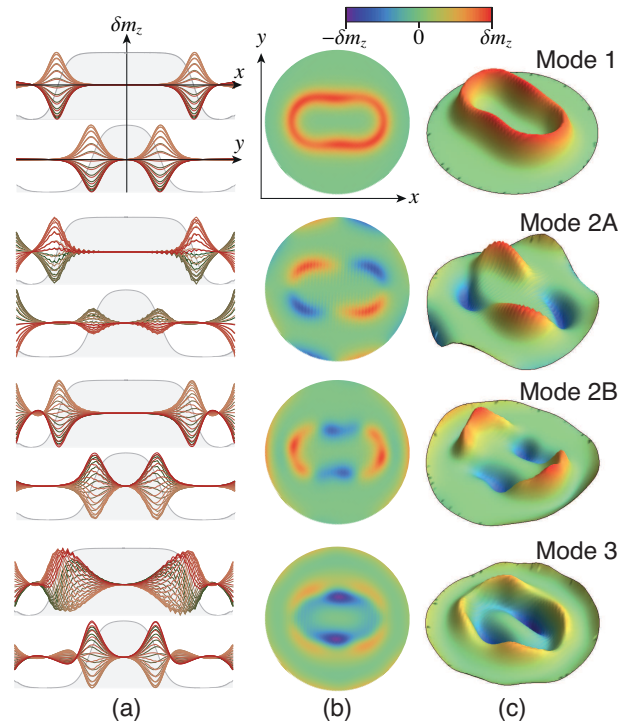 δm_z
−δm_z 0 δm_z
x
y
y
x
Mode 1
Mode 2A
Mode 2B
Mode 3
(a) (b) (c)